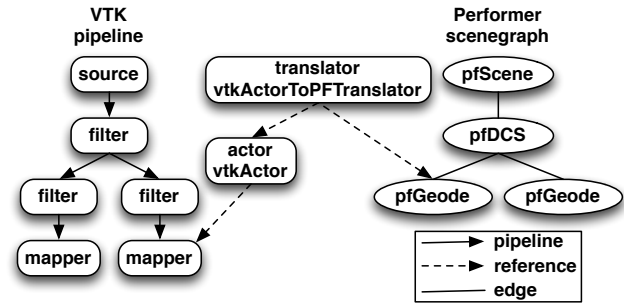 VTK
pipeline
Performer
scenegraph
source
translator
vtkActorToPFTranslator
pfScene
filter
pfDCS
actor
vtkActor
filter
filter
pfGeode
pfGeode
mapper
mapper
pipeline
reference
edge